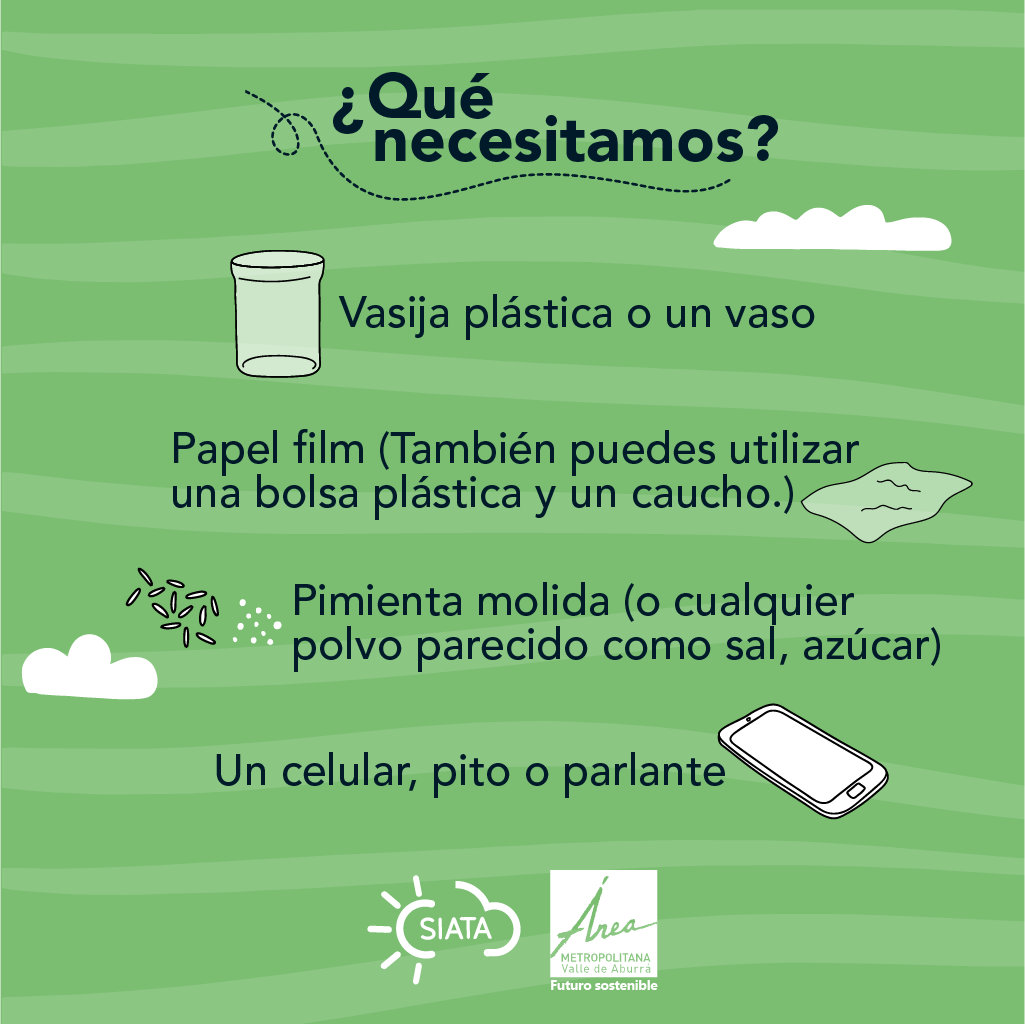 ¿Qué
necesitamos?
Vasija plástica o un vaso
Papel film (También puedes utilizar
una bolsa plástica y un caucho.)
Pimienta molida (o cualquier
polvo parecido como sal, azúcar)
Un celular, pito o parlante
SIATA
Área
METROPOLITANA
Valle de Aburrá
Futuro sostenible